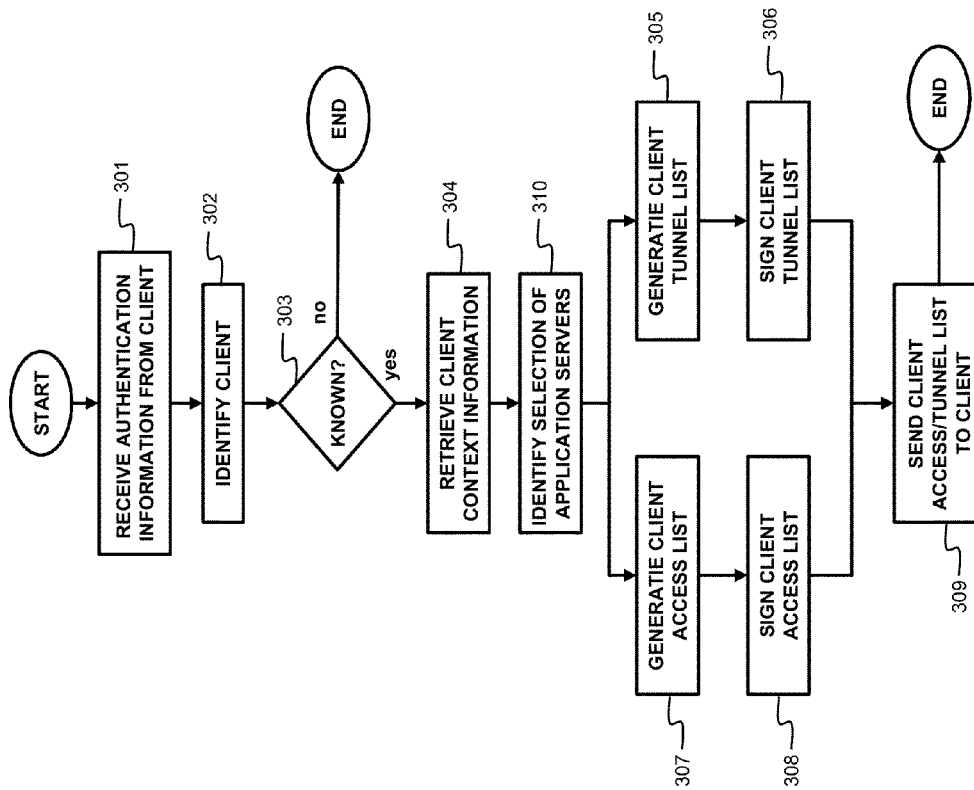 START
301
RECEIVE AUTHENTICATION
INFORMATION FROM CLIENT
302
IDENTIFY CLIENT
303
KNOWN?
no
END
yes
304
RETRIEVE CLIENT
CONTEXT INFORMATION
310
IDENTIFY SELECTION OF
APPLICATION SERVERS
307
GENERATIE CLIENT
ACCESS LIST
305
GENERATIE CLIENT
TUNNEL LIST
308
SIGN CLIENT
ACCESS LIST
306
SIGN CLIENT
TUNNEL LIST
309
SEND CLIENT
ACCESS/TUNNEL LIST
TO CLIENT
END